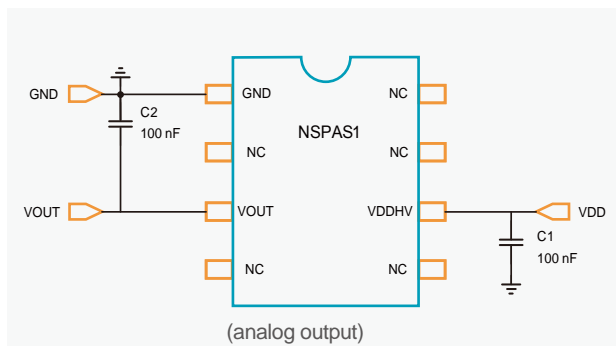 GND
GND
NC
C2
100 nF
NSPAS1
NC
NC
VOUT
VOUT
VDDHV
VDD
C1
100 nF
NC
NC
(analog output)